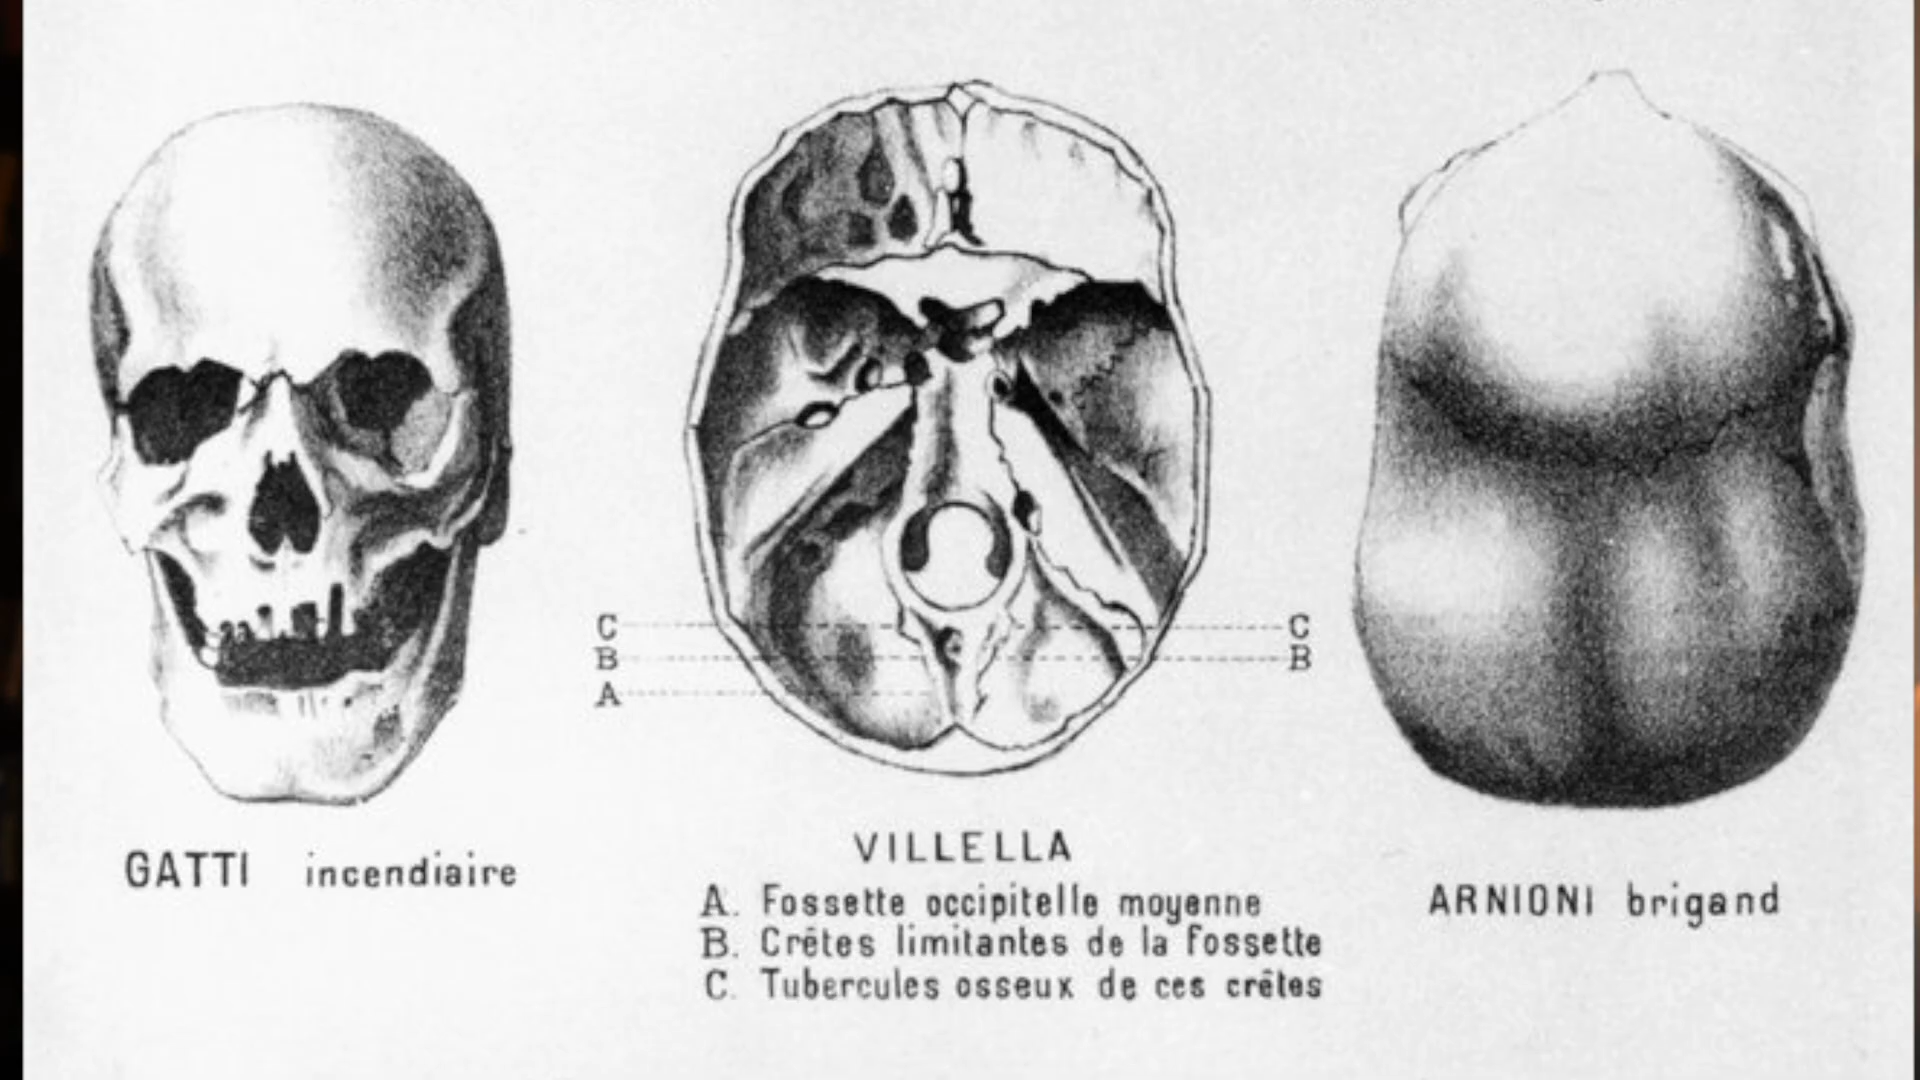 C
C
B
B
A
GATTI incendiaire
VILLELLA
A. Fossette occipitelle moyenne
B. Crêtes limitantes de la fossette
C. Tubercules osseux de ces crêtes
ARNIONI brigand